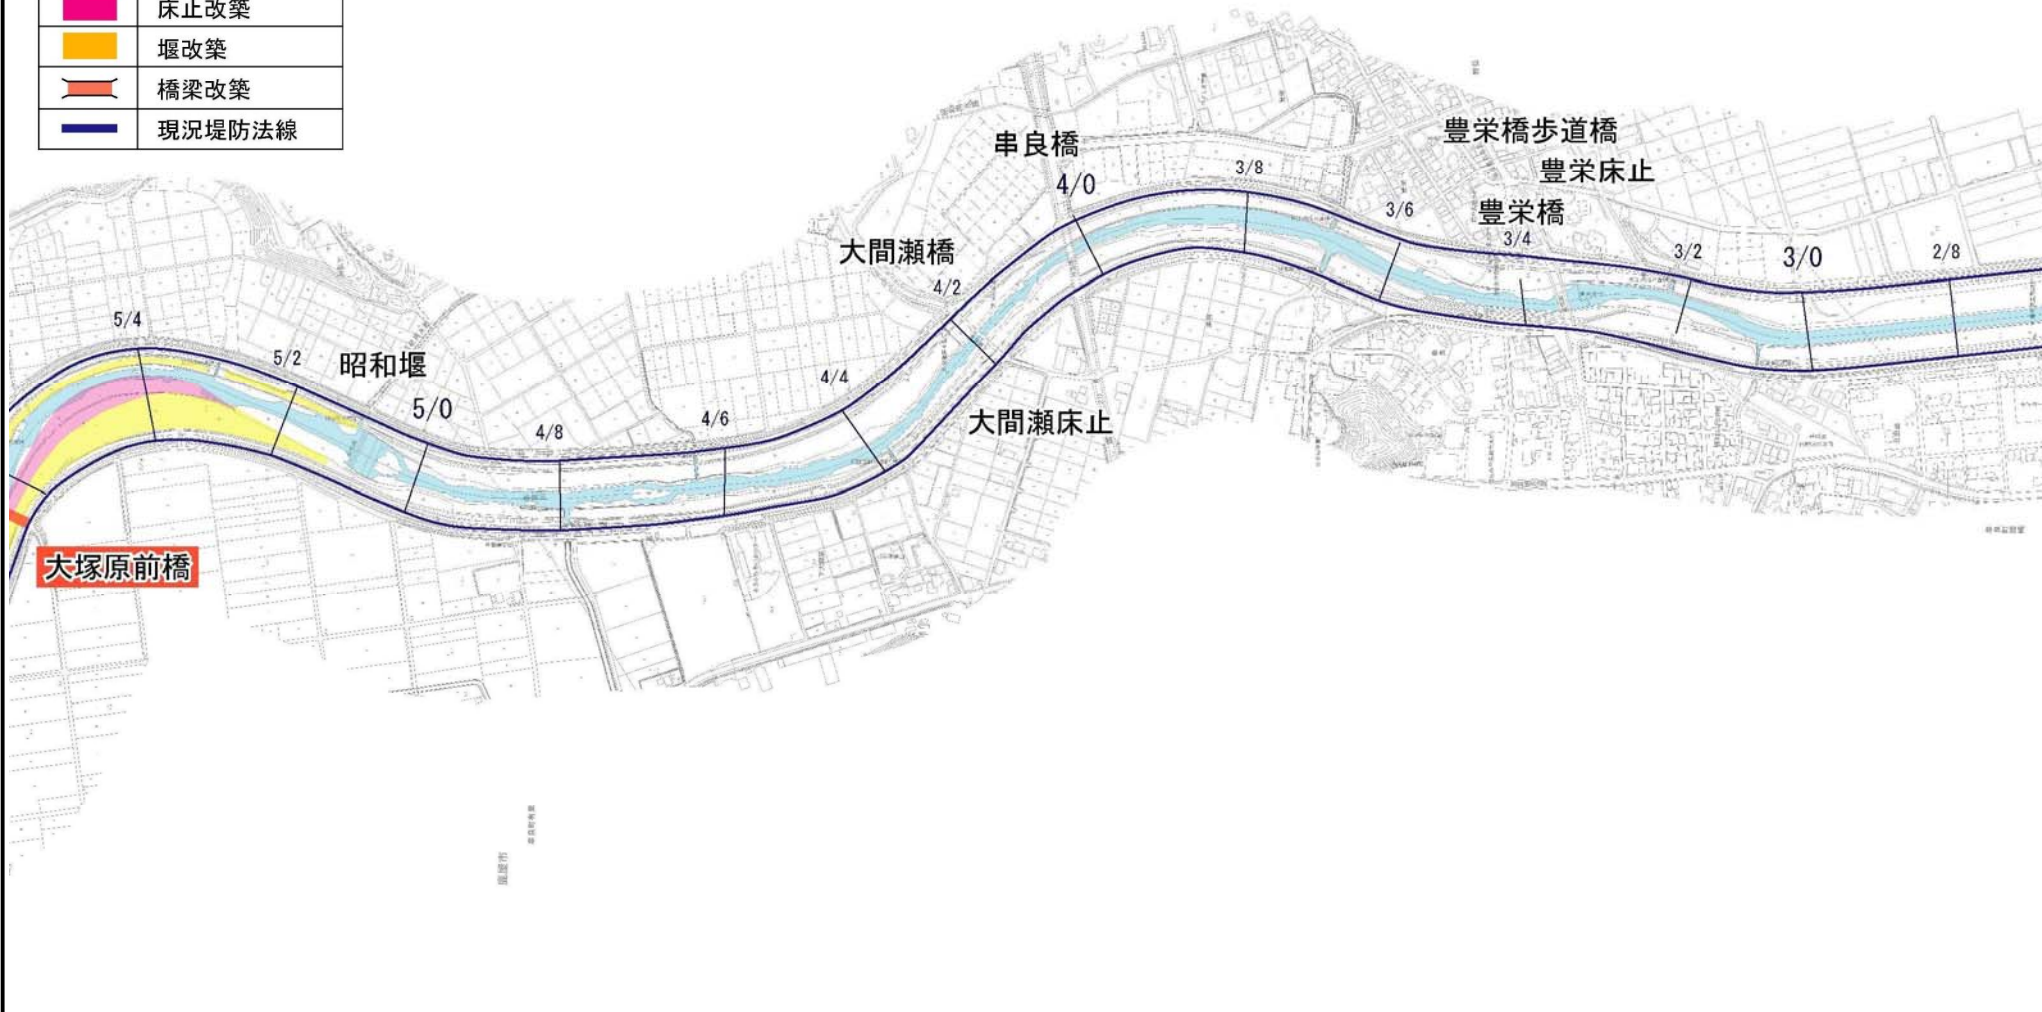 床止改築
堰改築
橋梁改築
現況堤防法線
串良橋
4/0
3/8
豊栄橋歩道橋
豊栄床止
豊栄橋
3/6
3/4
3/2
3/0
2/8
大間瀬橋
4/2
5/4
5/2
昭和堰
5/0
4/8
4/6
4/4
大間瀬床止
大塚原前橋
鹿屋市